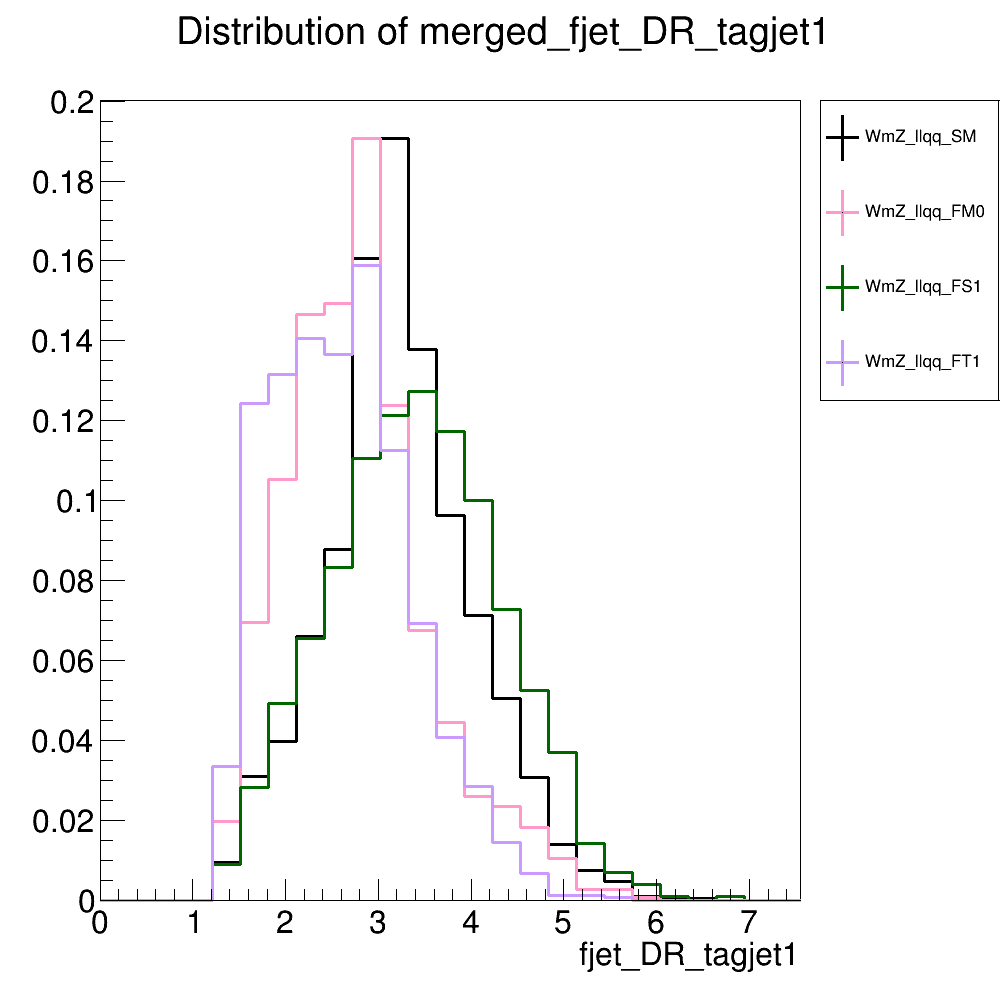 Distribution of merged_fjet_DR_tagjet1
0.2
0.18
0.16
0.14
0.12
0.1
0.08
0.06
0.04
0.02
0
0 1 2 3 4 5 6 7
fjet_DR_tagjet1
WmZ_llqq_SM
WmZ_llqq_FM0
WmZ_llqq_FS1
WmZ_llqq_FT1